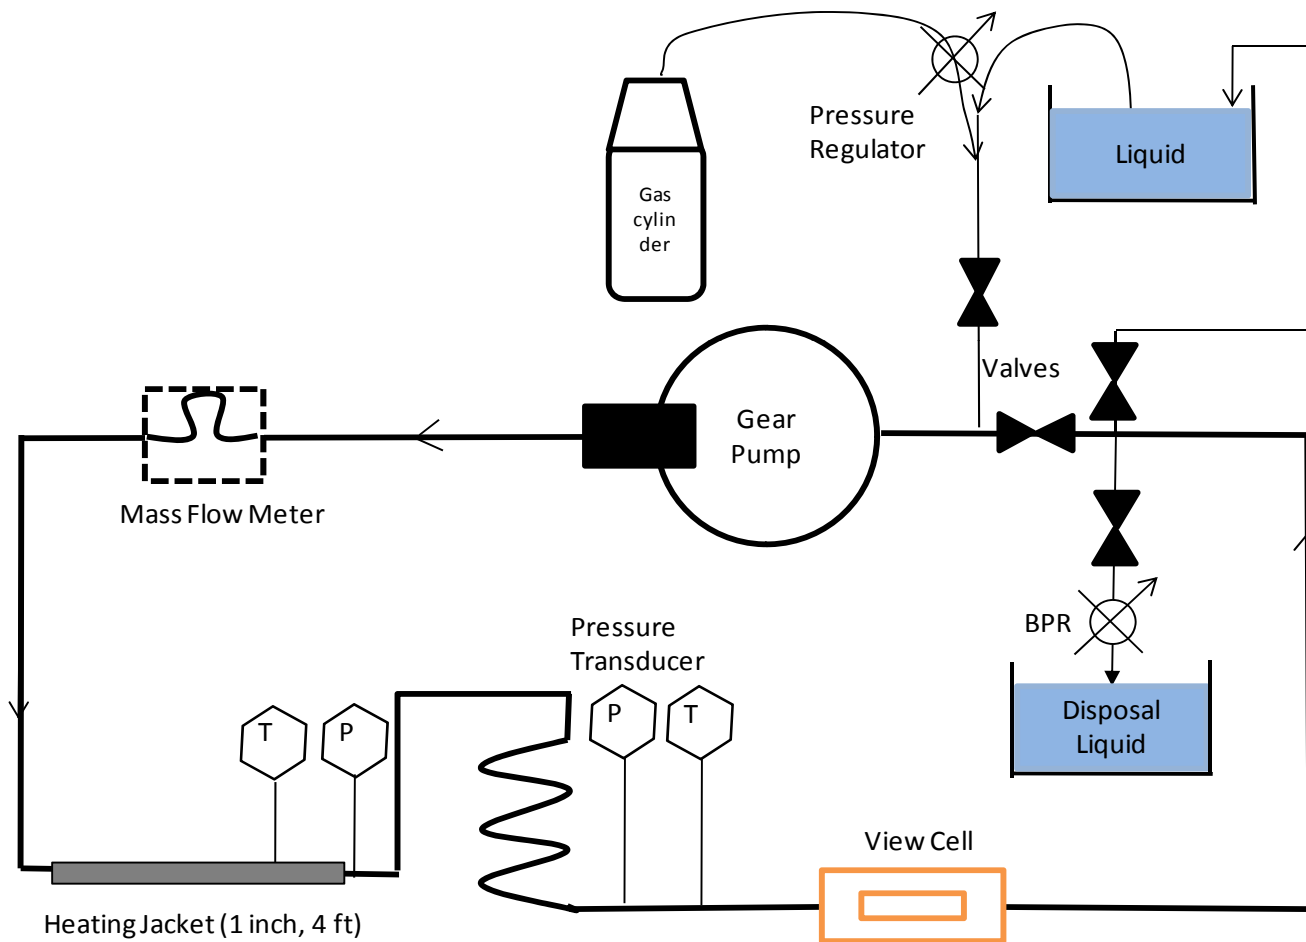 Pressure
Regulator
Liquid
Gas
cylin
der
Valves
Gear
Pump
Mass Flow Meter
BPR
Pressure
Transducer
T
P
P
T
Disposal
Liquid
View Cell
Heating Jacket (1 inch, 4 ft)